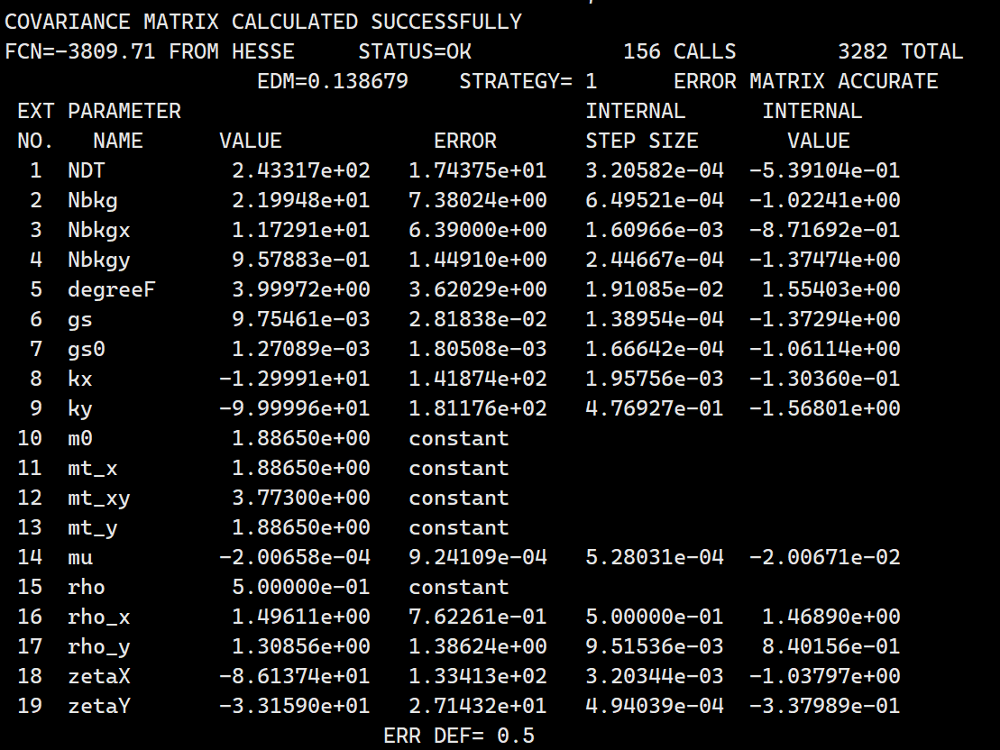 COVARIANCE MATRIX CALCULATED SUCCESSFULLY
FCN=-3809.71 FROM HESSE     STATUS=OK            156 CALLS        3282 TOTAL
                    EDM=0.138679    STRATEGY= 1      ERROR MATRIX ACCURATE
 EXT PARAMETER                                INTERNAL      INTERNAL
 NO.   NAME      VALUE            ERROR       STEP SIZE       VALUE
  1  NDT          2.43317e+02   1.74375e+01   3.20582e-04  -5.39104e-01
  2  Nbkg         2.19948e+01   7.38024e+00   6.49521e-04  -1.02241e+00
  3  Nbkgx        1.17291e+01   6.39000e+00   1.60966e-03  -8.71692e-01
  4  Nbkgy        9.57883e-01   1.44910e+00   2.44667e-04  -1.37474e+00
  5  degreeF      3.99972e+00   3.62029e+00   1.91085e-02   1.55403e+00
  6  gs           9.75461e-03   2.81838e-02   1.38954e-04  -1.37294e+00
  7  gs0          1.27089e-03   1.80508e-03   1.66642e-04  -1.06114e+00
  8  kx          -1.29991e+01   1.41874e+02   1.95756e-03  -1.30360e-01
  9  ky          -9.99996e+01   1.81176e+02   4.76927e-01  -1.56801e+00
 10  m0           1.88650e+00   constant
 11  mt_x         1.88650e+00   constant
 12  mt_xy        3.77300e+00   constant
 13  mt_y         1.88650e+00   constant
 14  mu          -2.00658e-04   9.24109e-04   5.28031e-04  -2.00671e-02
 15  rho          5.00000e-01   constant
 16  rho_x        1.49611e+00   7.62261e-01   5.00000e-01   1.46890e+00
 17  rho_y        1.30856e+00   1.38624e+00   9.51536e-03   8.40156e-01
 18  zetaX       -8.61374e+01   1.33413e+02   3.20344e-03  -1.03797e+00
 19  zetaY       -3.31590e+01   2.71432e+01   4.94039e-04  -3.37989e-01
                              ERR DEF= 0.5